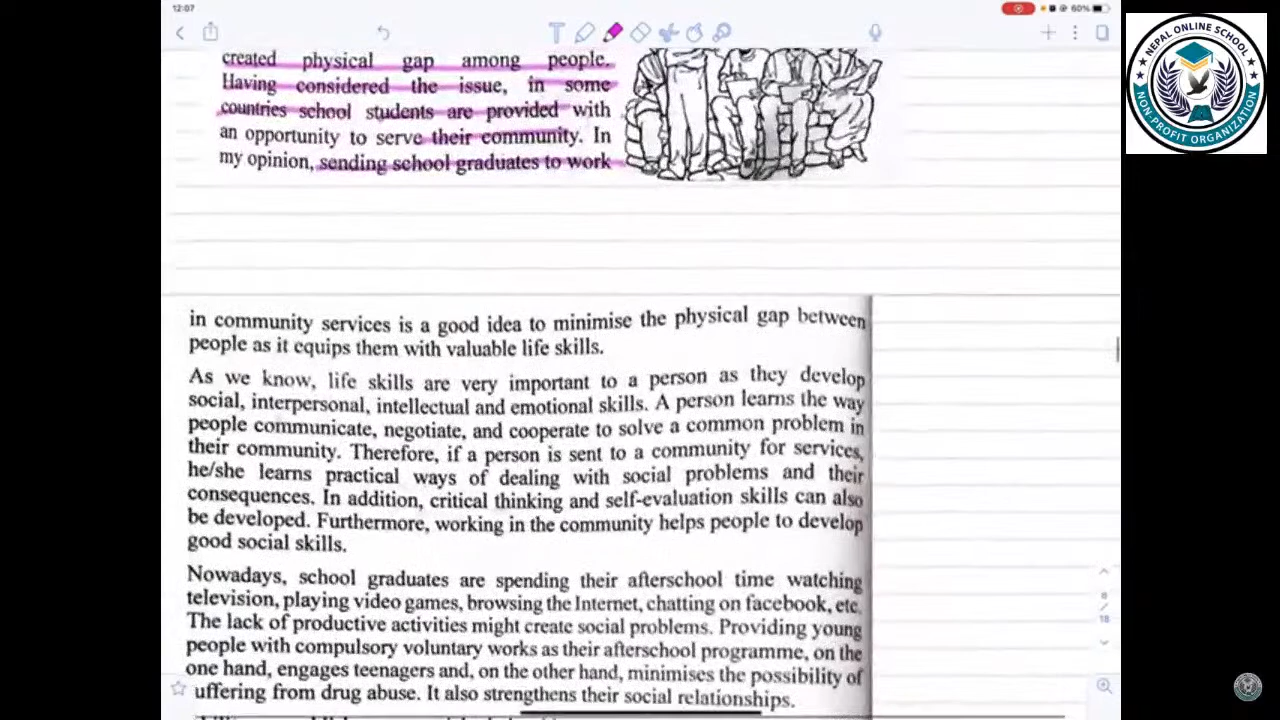 12:07
60%
NEPAL ONLINE SCHOOL
NON-PROFIT ORGANIZATION
created physical gap among people.
Having considered the issue, in some
countries school students are provided with
an opportunity to serve their community. In
my opinion, sending school graduates to work
in community services is a good idea to minimise the physical gap between
people as it equips them with valuable life skills.
As we know, life skills are very important to a person as they develop
social, interpersonal, intellectual and emotional skills. A person learns the way
people communicate, negotiate, and cooperate to solve a common problem in
their community. Therefore, if a person is sent to a community for services,
he/she learns practical ways of dealing with social problems and their
consequences. In addition, critical thinking and self-evaluation skills can also
be developed. Furthermore, working in the community helps people to develop
good social skills.
Nowadays, school graduates are spending their afterschool time watching
television, playing video games, browsing the Internet, chatting on facebook, etc.
The lack of productive activities might create social problems. Providing young
people with compulsory voluntary works as their afterschool programme, on the
one hand, engages teenagers and, on the other hand, minimises the possibility of
uffering from drug abuse. It also strengthens their social relationships.
18